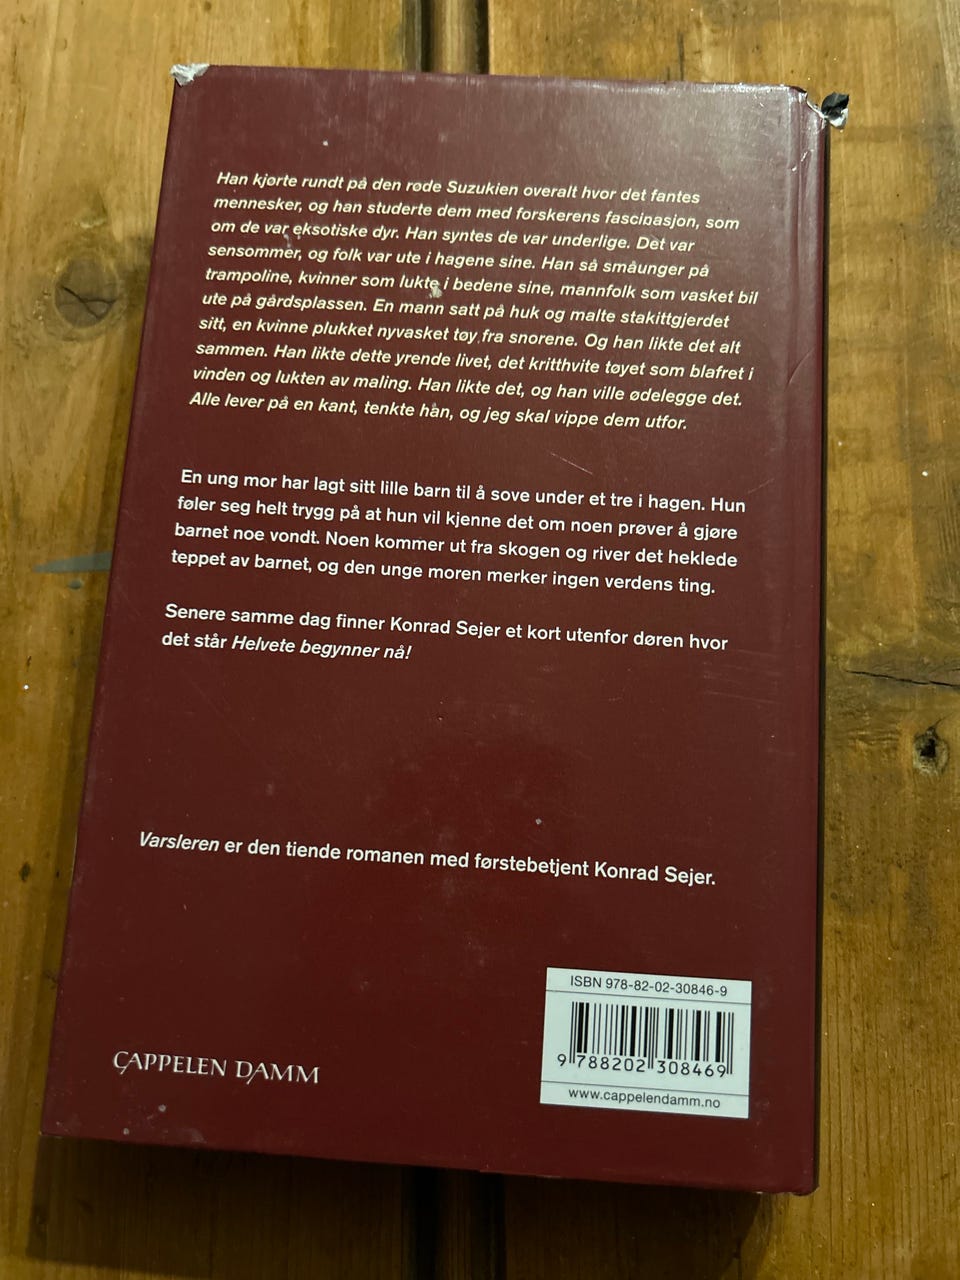 Han kjørte rundt på den røde Suzukien overalt hvor det fantes
mennesker, og han studerte dem med forskerens fascinasjon, som
om de var eksotiske dyr. Han syntes de var underlige. Det var
sensommer, og folk var ute i hagene sine. Han så småunger på
trampoline, kvinner som lukte i bedene sine, mannfolk som vasket bil
ute på gårdsplassen. En mann satt på huk og malte stakittgjerdet
sitt, en kvinne plukket nyvasket tøy fra snorene. Og han likte det alt
sammen. Han likte dette yrende livet, det kritthvite tøyet som blafret i
vinden og lukten av maling. Han likte det, og han ville ødelegge det.
Alle lever på en kant, tenkte han, og jeg skal vippe dem utfor.
En ung mor har lagt sitt lille barn til å sove under et tre i hagen. Hun
føler seg helt trygg på at hun vil kjenne det om noen prøver å gjøre
barnet noe vondt. Noen kommer ut fra skogen og river det heklede
teppet av barnet, og den unge moren merker ingen verdens ting.
Senere samme dag finner Konrad Sejer et kort utenfor døren hvor
det står Helvete begynner nå!
Varsleren er den tiende romanen med førstebetjent Konrad Sejer.
CAPPELEN DAMM
ISBN 978-82-02-30846-9
9 788202 308469
www.cappelendamm.no